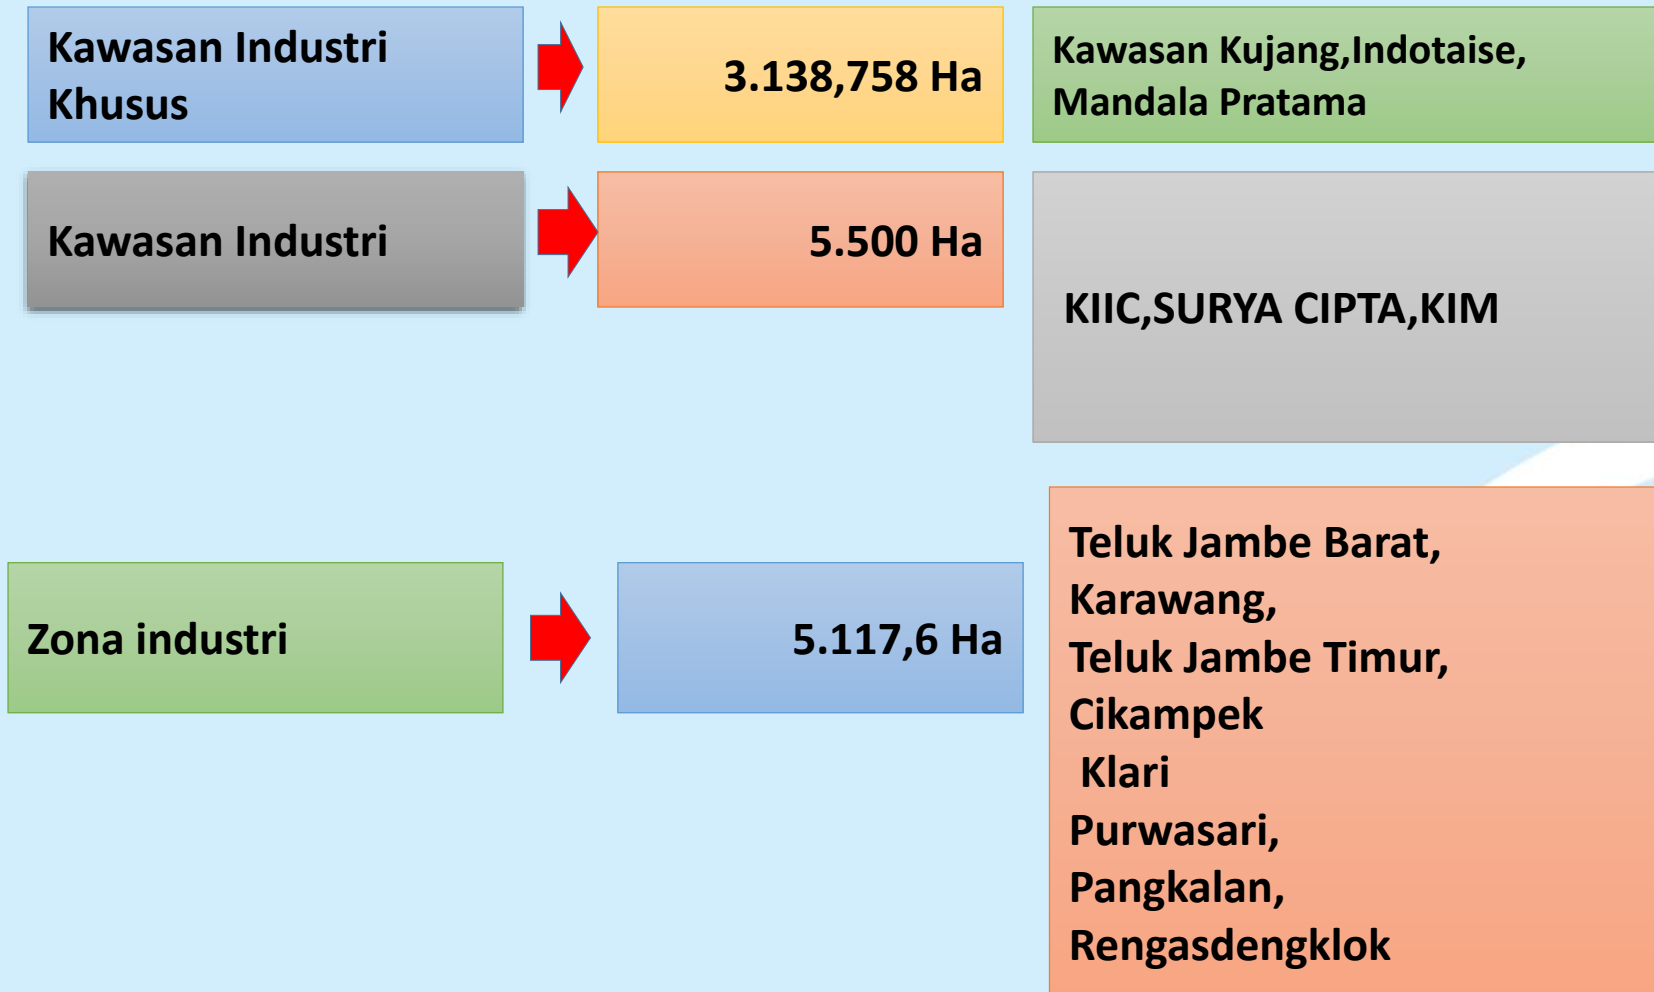 Kawasan Industri
Khusus
3.138,758 Ha
Kawasan Kujang,Indotaise,
Mandala Pratama
Kawasan Industri
5.500 Ha
KIIC,SURYA CIPTA,KIM
Zona industri
5.117,6 Ha
Teluk Jambe Barat,
Karawang,
Teluk Jambe Timur,
Cikampek
Klari
Purwasari,
Pangkalan,
Rengasdengklok